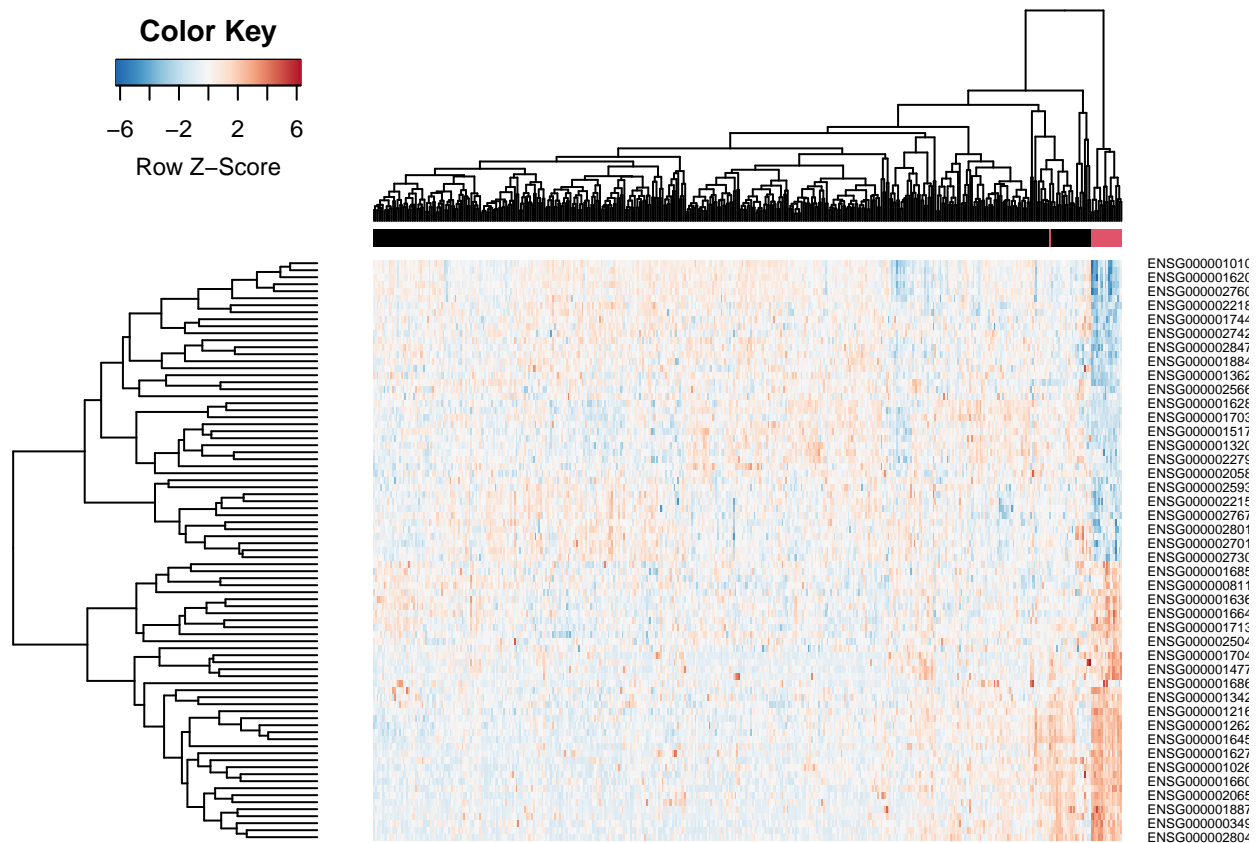 Color Key
−6 −2 2 6
Row Z−Score
ENSG000001010
ENSG000001620
ENSG000002760
ENSG000002218
ENSG000001744
ENSG000002742
ENSG000002847
ENSG000001884
ENSG000001362
ENSG000002566
ENSG000001628
ENSG000001703
ENSG000001517
ENSG000001320
ENSG000002279
ENSG000002058
ENSG000002593
ENSG000002215
ENSG000002767
ENSG000002801
ENSG000002701
ENSG000002730
ENSG000001685
ENSG000000811
ENSG000001636
ENSG000001664
ENSG000001713
ENSG000002504
ENSG000001704
ENSG000001477
ENSG000001686
ENSG000001342
ENSG000001216
ENSG000001262
ENSG000001645
ENSG000001627
ENSG000001026
ENSG000001660
ENSG000002065
ENSG000001887
ENSG000000349
ENSG000002804